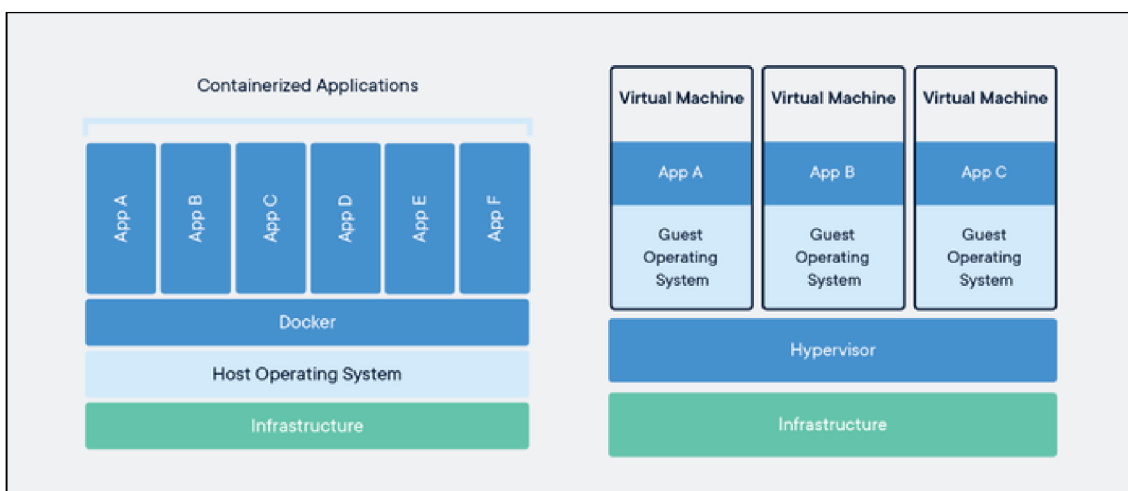 Containerized Applications
App A
App B
App C
App D
App E
App F
Docker
Host Operating System
Infrastructure
Virtual Machine
App A
Guest
Operating
System
Virtual Machine
App B
Guest
Operating
System
Virtual Machine
App C
Guest
Operating
System
Hypervisor
Infrastructure